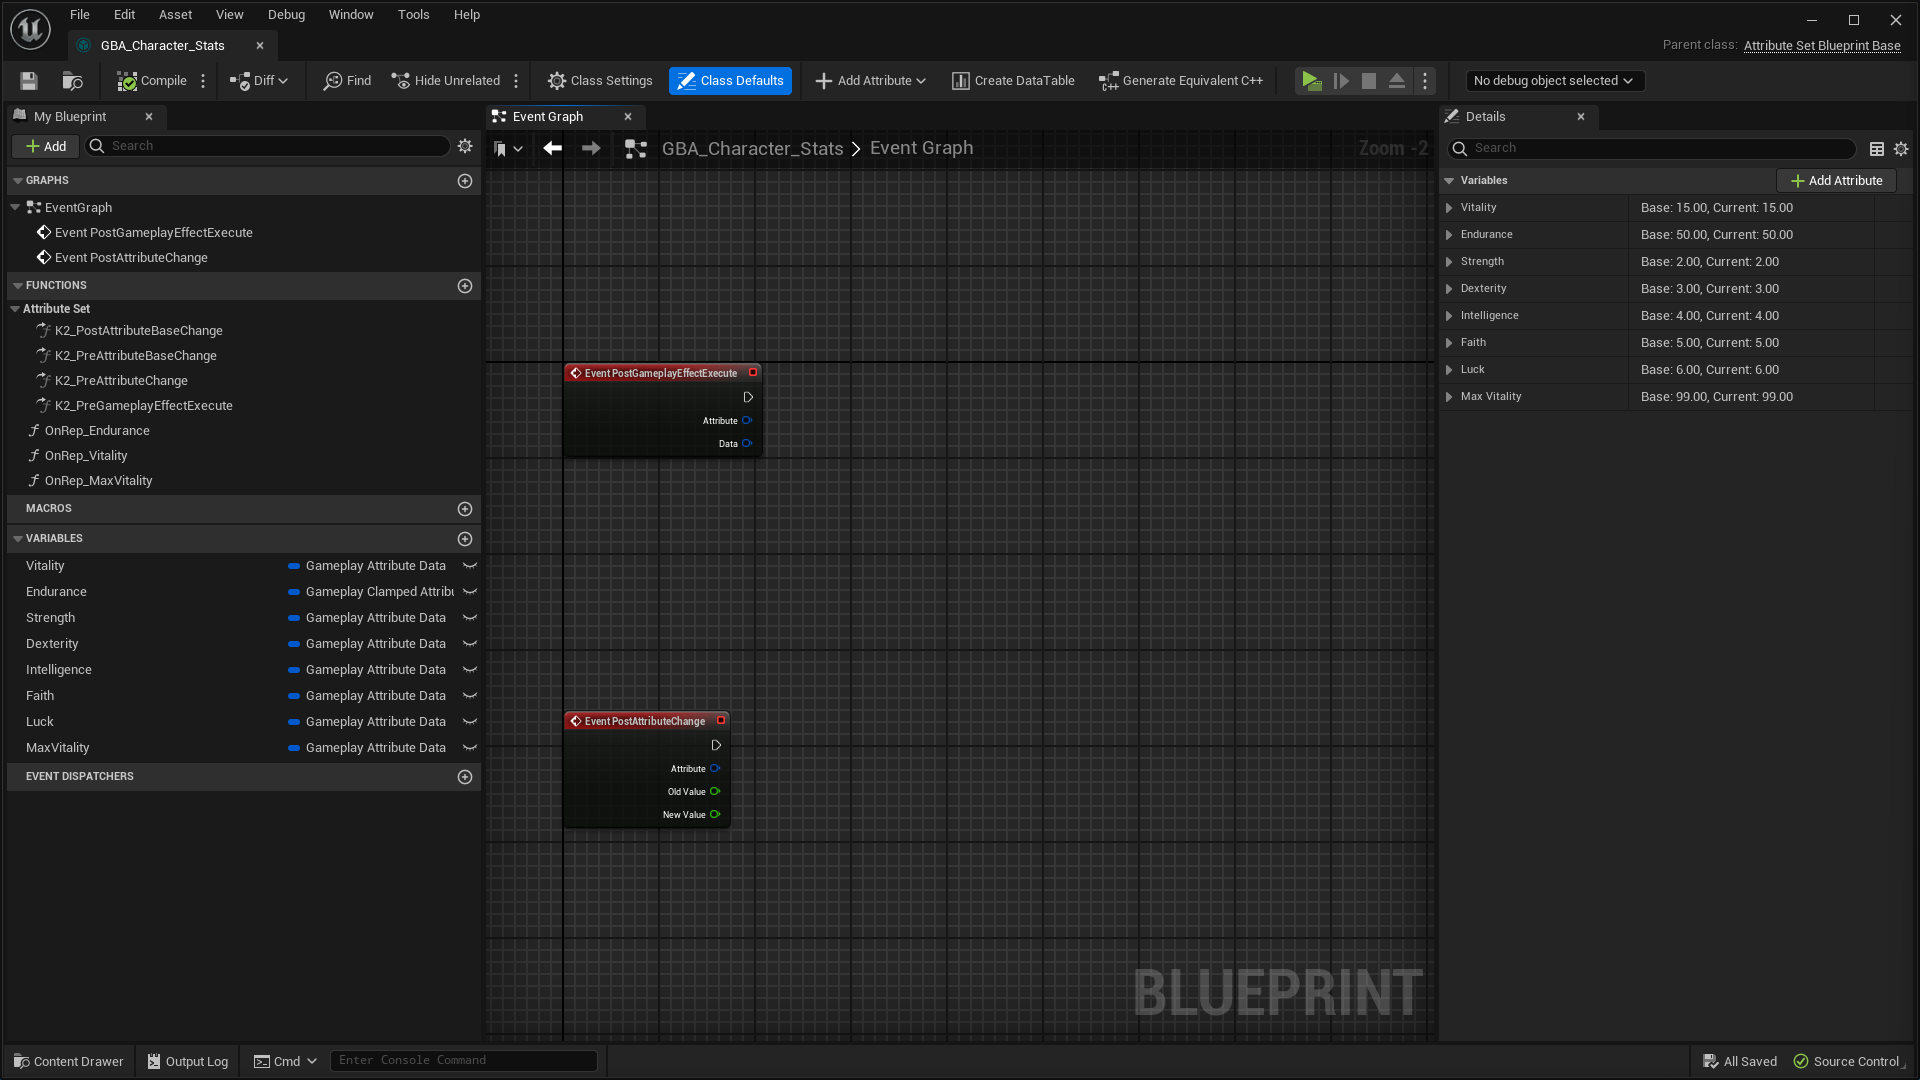 File Edit Asset View Debug Window Tools Help
GBA_Character_Stats
Parent class: Attribute Set Blueprint Base
Compile Diff Find Hide Unrelated Class Settings Class Defaults Add Attribute Create DataTable Generate Equivalent C++ No debug object selected
My Blueprint
Add Search
GRAPHS
EventGraph
Event PostGameplayEffectExecute
Event PostAttributeChange
FUNCTIONS
Attribute Set
K2_PostAttributeBaseChange
K2_PreAttributeBaseChange
K2_PreAttributeChange
K2_PreGameplayEffectExecute
OnRep_Endurance
OnRep_Vitality
OnRep_MaxVitality
MACROS
VARIABLES
Vitality Gameplay Attribute Data
Endurance Gameplay Clamped Attribu
Strength Gameplay Attribute Data
Dexterity Gameplay Attribute Data
Intelligence Gameplay Attribute Data
Faith Gameplay Attribute Data
Luck Gameplay Attribute Data
MaxVitality Gameplay Attribute Data
EVENT DISPATCHERS
Event Graph
GBA_Character_Stats > Event Graph
Zoom -2
Event PostGameplayEffectExecute
Attribute
Data
Event PostAttributeChange
Attribute
Old Value
New Value
BLUEPRINT
Details
Search
Variables Add Attribute
Vitality Base: 15.00, Current: 15.00
Endurance Base: 50.00, Current: 50.00
Strength Base: 2.00, Current: 2.00
Dexterity Base: 3.00, Current: 3.00
Intelligence Base: 4.00, Current: 4.00
Faith Base: 5.00, Current: 5.00
Luck Base: 6.00, Current: 6.00
Max Vitality Base: 99.00, Current: 99.00
Content Drawer Output Log Cmd Enter Console Command All Saved Source Control